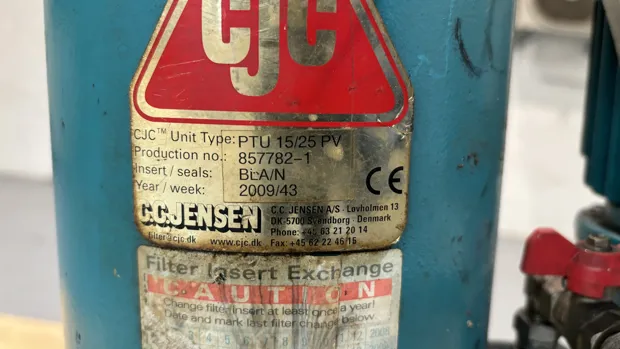 CJC
CJC™ Unit Type: PTU 15/25 PV
Production no.: 857782-1
Insert / seals: BLA/N
Year / week: 2009/43
CE
C.C.JENSEN
C.C. JENSEN A/S - Løvholmen 13
DK-5700 Svendborg - Denmark
Phone: +45 63 21 20 14
Fax: +45 62 22 46 15
filter@cjc.dk www.cjc.dk
Filter Insert Exchange
CAUTION
Change filter insert at least once a year!
Date and mark last filter change below